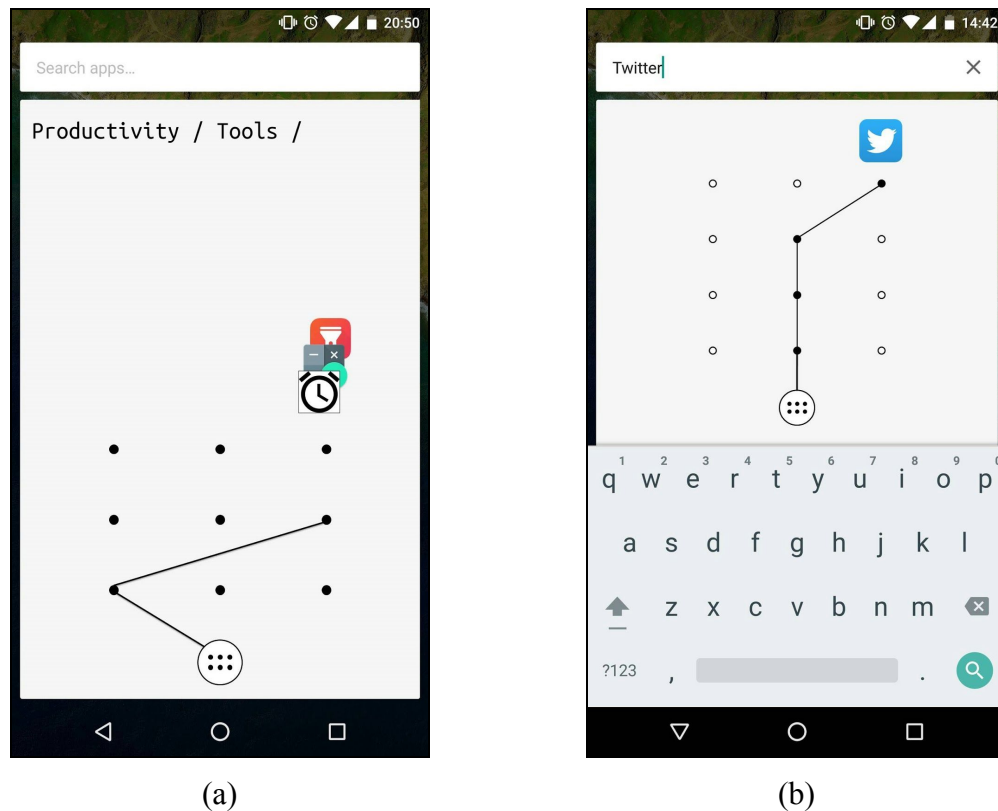 20:50
Search apps...
Productivity / Tools /
(a)
14:42
Twitter
1 2 3 4 5 6 7 8 9 0
q w e r t y u i o p
a s d f g h j k l
z x c v b n m
?123 , .
(b)